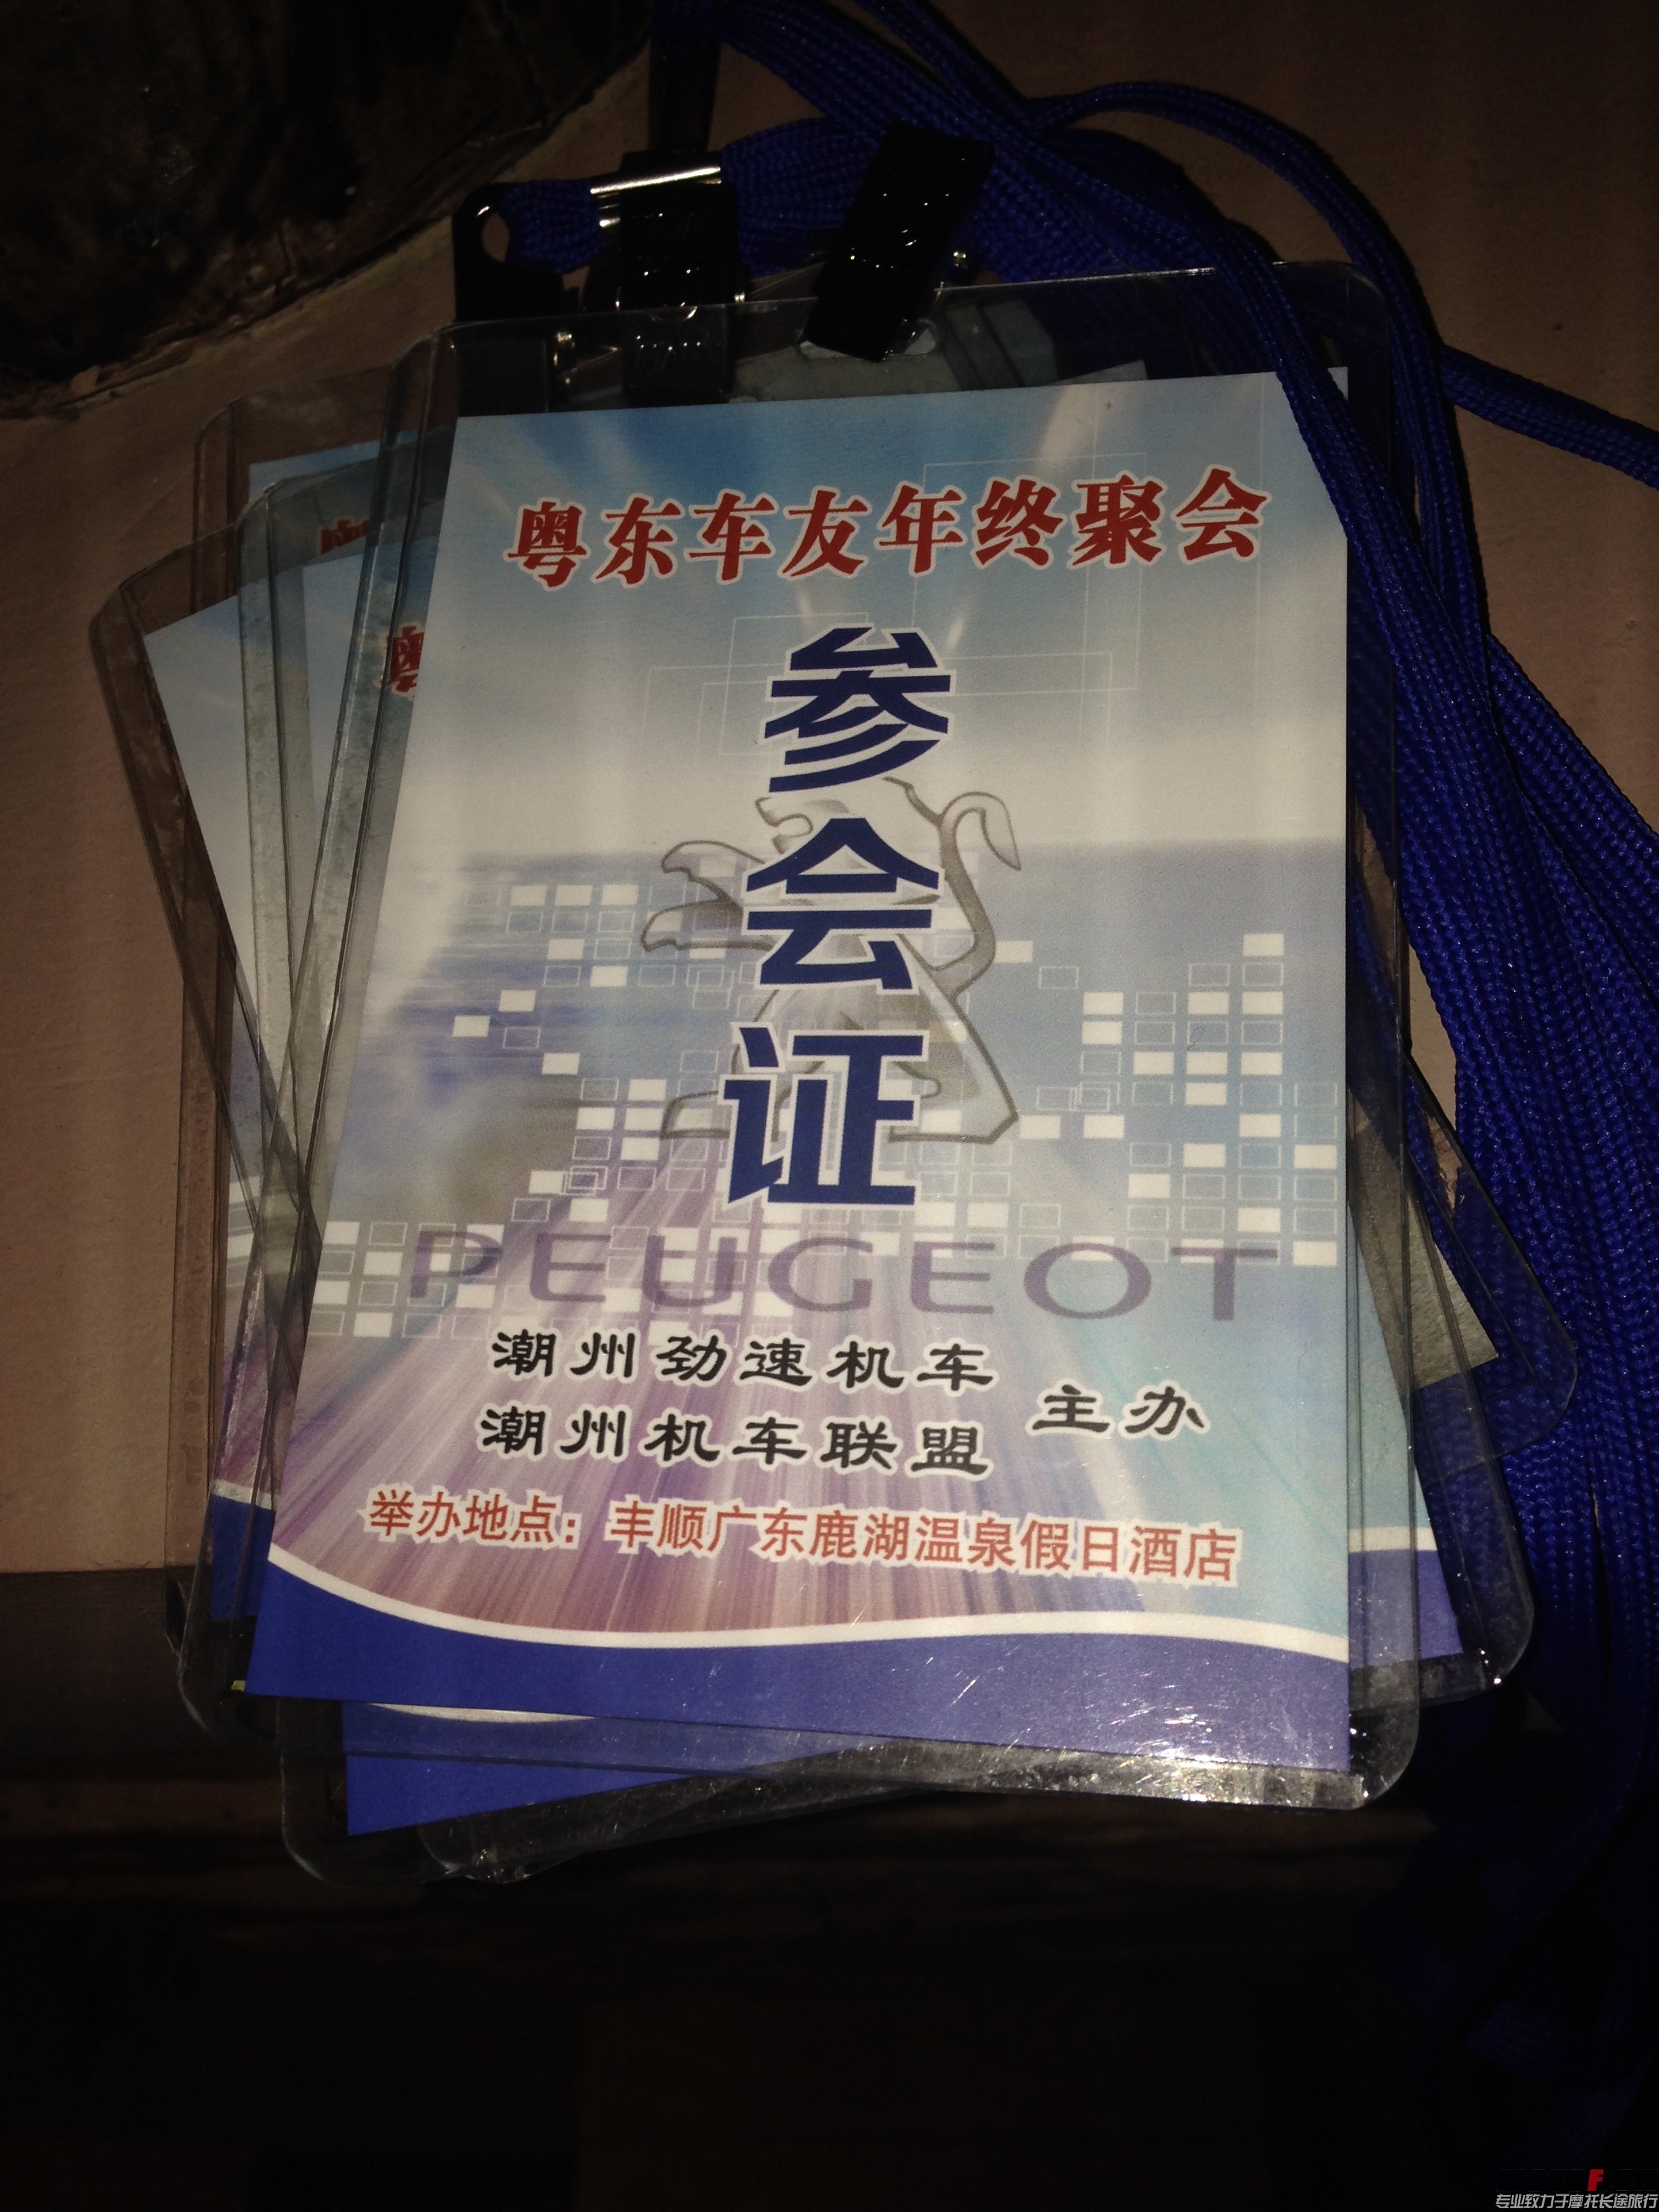 粤东车友年终聚会
参会证
PEUGEOT
潮州劲速机车
潮州机车联盟
主办
举办地点：丰顺广东鹿湖温泉假日酒店
粤
专业致力于摩托长途旅行